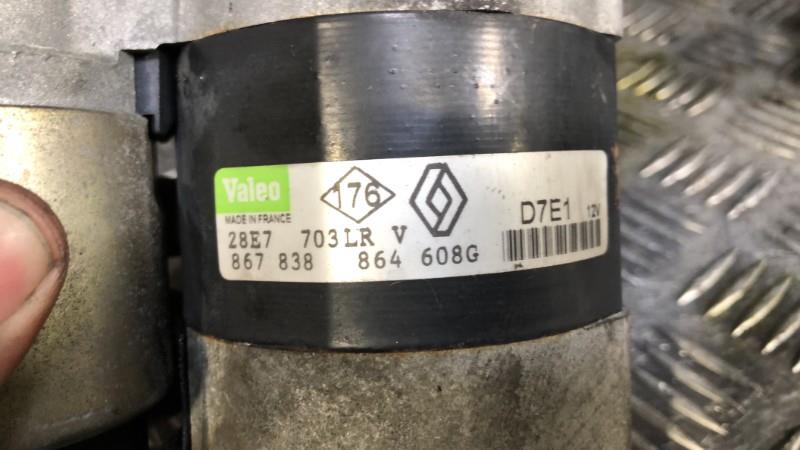 Valeo
MADE IN FRANCE
176
D7E1 12V
28E7 703LR V
867 838 864 608G